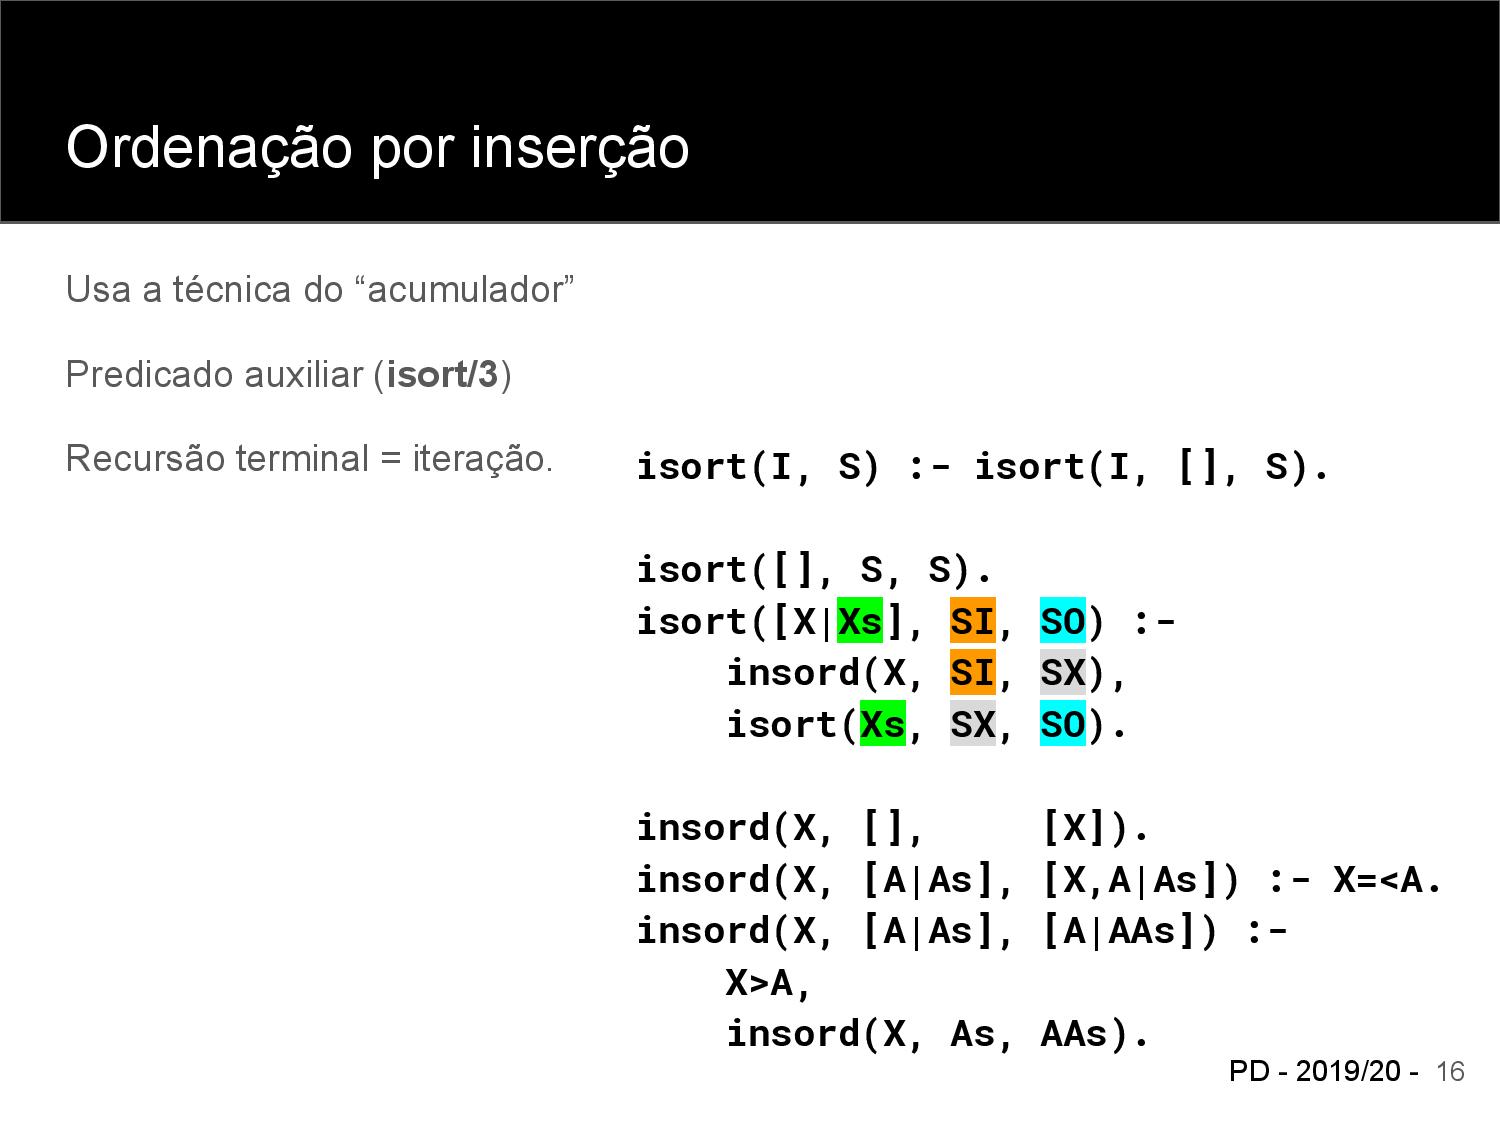 Ordenação por inserção
Usa a técnica do “acumulador”
Predicado auxiliar (isort/3)
Recursão terminal = iteração.
isort(I, S) :- isort(I, [], S).
isort([], S, S).
isort([X|Xs], SI, SO) :-
    insord(X, SI, SX),
    isort(Xs, SX, SO).
insord(X, [],     [X]).
insord(X, [A|As], [X,A|As]) :- X=<A.
insord(X, [A|As], [A|AAs]) :-
    X>A,
    insord(X, As, AAs).
PD - 2019/20 - 16